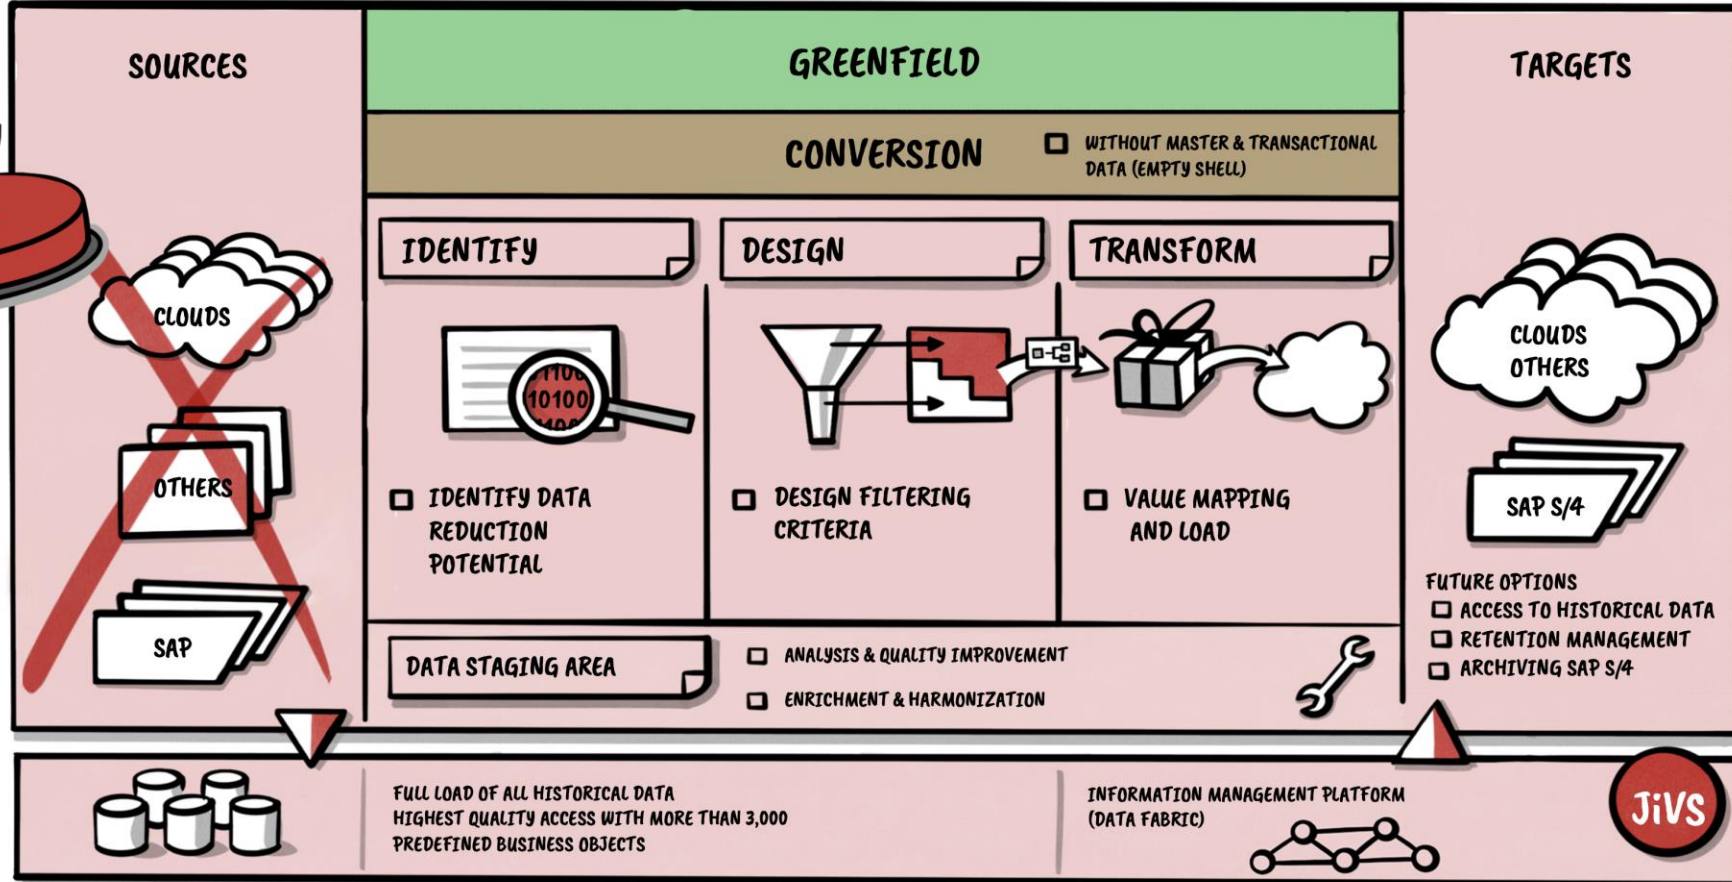 SOURCES
GREENFIELD
TARGETS
CONVERSION
WITHOUT MASTER & TRANSACTIONAL
DATA (EMPTY SHELL)
IDENTIFY
DESIGN
TRANSFORM
CLOUDS
OTHERS
SAP
10100
IDENTIFY DATA
REDUCTION
POTENTIAL
DESIGN FILTERING
CRITERIA
VALUE MAPPING
AND LOAD
CLOUDS
OTHERS
SAP S/4
FUTURE OPTIONS
ACCESS TO HISTORICAL DATA
RETENTION MANAGEMENT
ARCHIVING SAP S/4
DATA STAGING AREA
ANALYSIS & QUALITY IMPROVEMENT
ENRICHMENT & HARMONIZATION
FULL LOAD OF ALL HISTORICAL DATA
HIGHEST QUALITY ACCESS WITH MORE THAN 3,000
PREDEFINED BUSINESS OBJECTS
INFORMATION MANAGEMENT PLATFORM
(DATA FABRIC)
JiVS